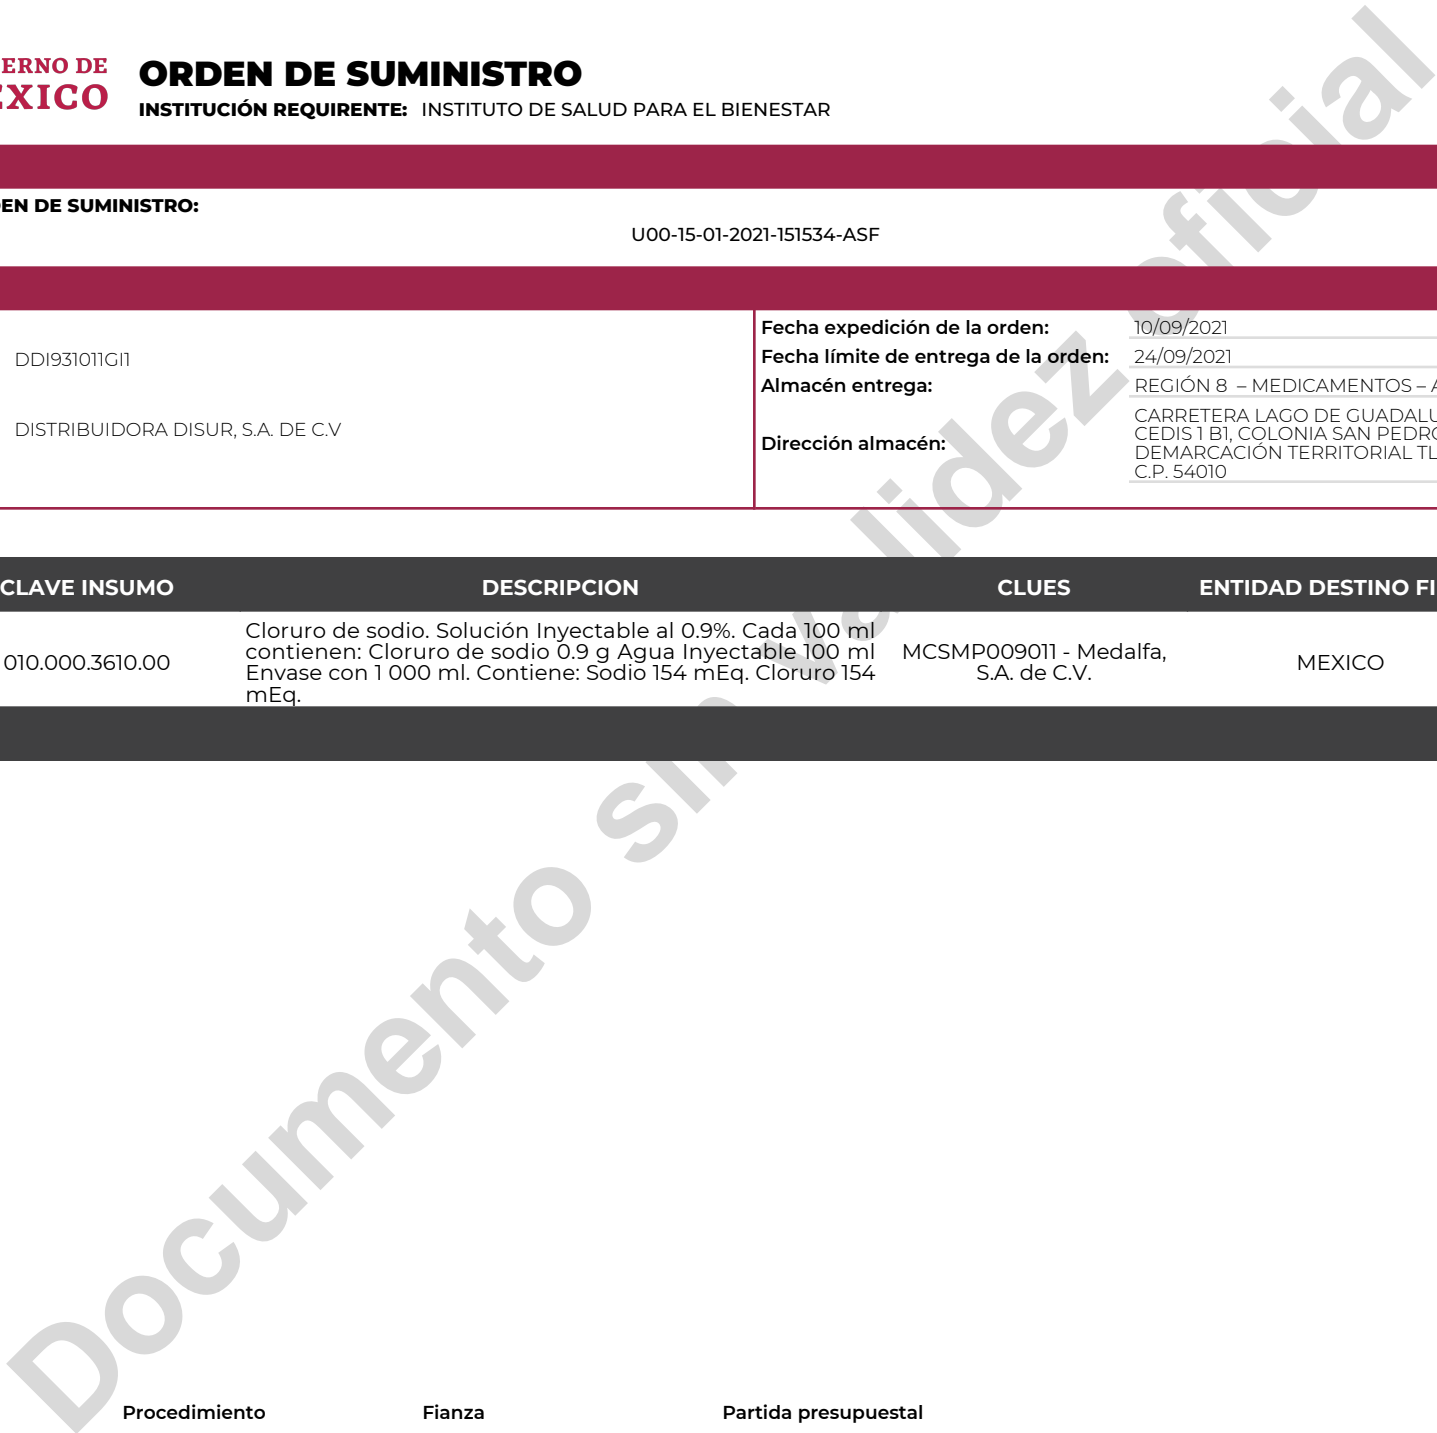 ERNO DE
EXICO
ORDEN DE SUMINISTRO
INSTITUCIÓN REQUIRENTE: INSTITUTO DE SALUD PARA EL BIENESTAR
EN DE SUMINISTRO:
U00-15-01-2021-151534-ASF
DDI931011GI1
DISTRIBUIDORA DISUR, S.A. DE C.V
Fecha expedición de la orden: 10/09/2021
Fecha límite de entrega de la orden: 24/09/2021
Almacén entrega: REGIÓN 8 – MEDICAMENTOS – A
Dirección almacén:
CARRETERA LAGO DE GUADALU
CEDIS 1 B1, COLONIA SAN PEDRO
DEMARCACIÓN TERRITORIAL TL
C.P. 54010
CLAVE INSUMO DESCRIPCION CLUES ENTIDAD DESTINO FI
010.000.3610.00
Cloruro de sodio. Solución Inyectable al 0.9%. Cada 100 ml
contienen: Cloruro de sodio 0.9 g Agua Inyectable 100 ml
Envase con 1 000 ml. Contiene: Sodio 154 mEq. Cloruro 154
mEq.
MCSMP009011 - Medalfa,
S.A. de C.V.
MEXICO
Documento sin validez oficial
Procedimiento Fianza Partida presupuestal